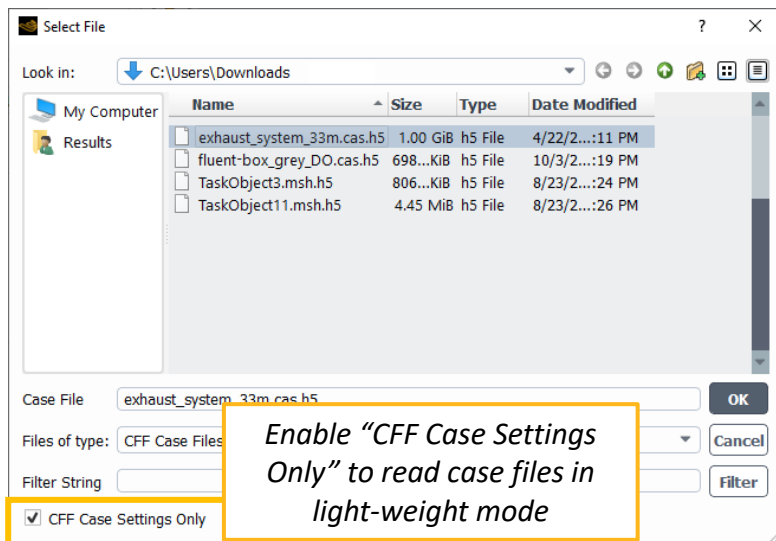 Select File
? ×
Look in: C:\Users\Downloads
My Computer
Results
Name Size Type Date Modified
exhaust_system_33m.cas.h5 1.00 GiB h5 File 4/22/2...:11 PM
fluent-box_grey_DO.cas.h5 698...KiB h5 File 10/3/2...:19 PM
TaskObject3.msh.h5 806...KiB h5 File 8/23/2...:24 PM
TaskObject11.msh.h5 4.45 MiB h5 File 8/23/2...:26 PM
Case File exhaust_system_33m.cas.h5 OK
Files of type: CFF Case Files Cancel
Filter String Filter
CFF Case Settings Only
Enable “CFF Case Settings
Only” to read case files in
light-weight mode